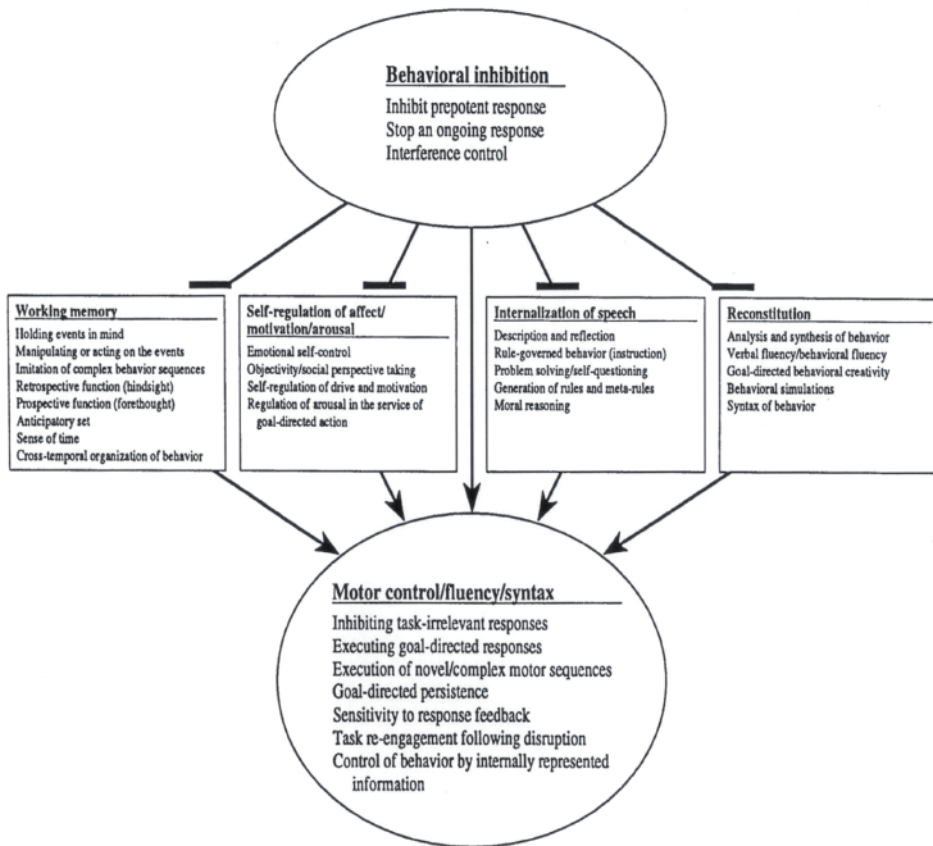 Behavioral inhibition
Inhibit prepotent response
Stop an ongoing response
Interference control
Working memory
Holding events in mind
Manipulating or acting on the events
Imitation of complex behavior sequences
Retrospective function (hindsight)
Prospective function (forethought)
Anticipatory set
Sense of time
Cross-temporal organization of behavior
Self-regulation of affect/
motivation/arousal
Emotional self-control
Objectivity/social perspective taking
Self-regulation of drive and motivation
Regulation of arousal in the service of
goal-directed action
Internalization of speech
Description and reflection
Rule-governed behavior (instruction)
Problem solving/self-questioning
Generation of rules and meta-rules
Moral reasoning
Reconstitution
Analysis and synthesis of behavior
Verbal fluency/behavioral fluency
Goal-directed behavioral creativity
Behavioral simulations
Syntax of behavior
Motor control/fluency/syntax
Inhibiting task-irrelevant responses
Executing goal-directed responses
Execution of novel/complex motor sequences
Goal-directed persistence
Sensitivity to response feedback
Task re-engagement following disruption
Control of behavior by internally represented
information